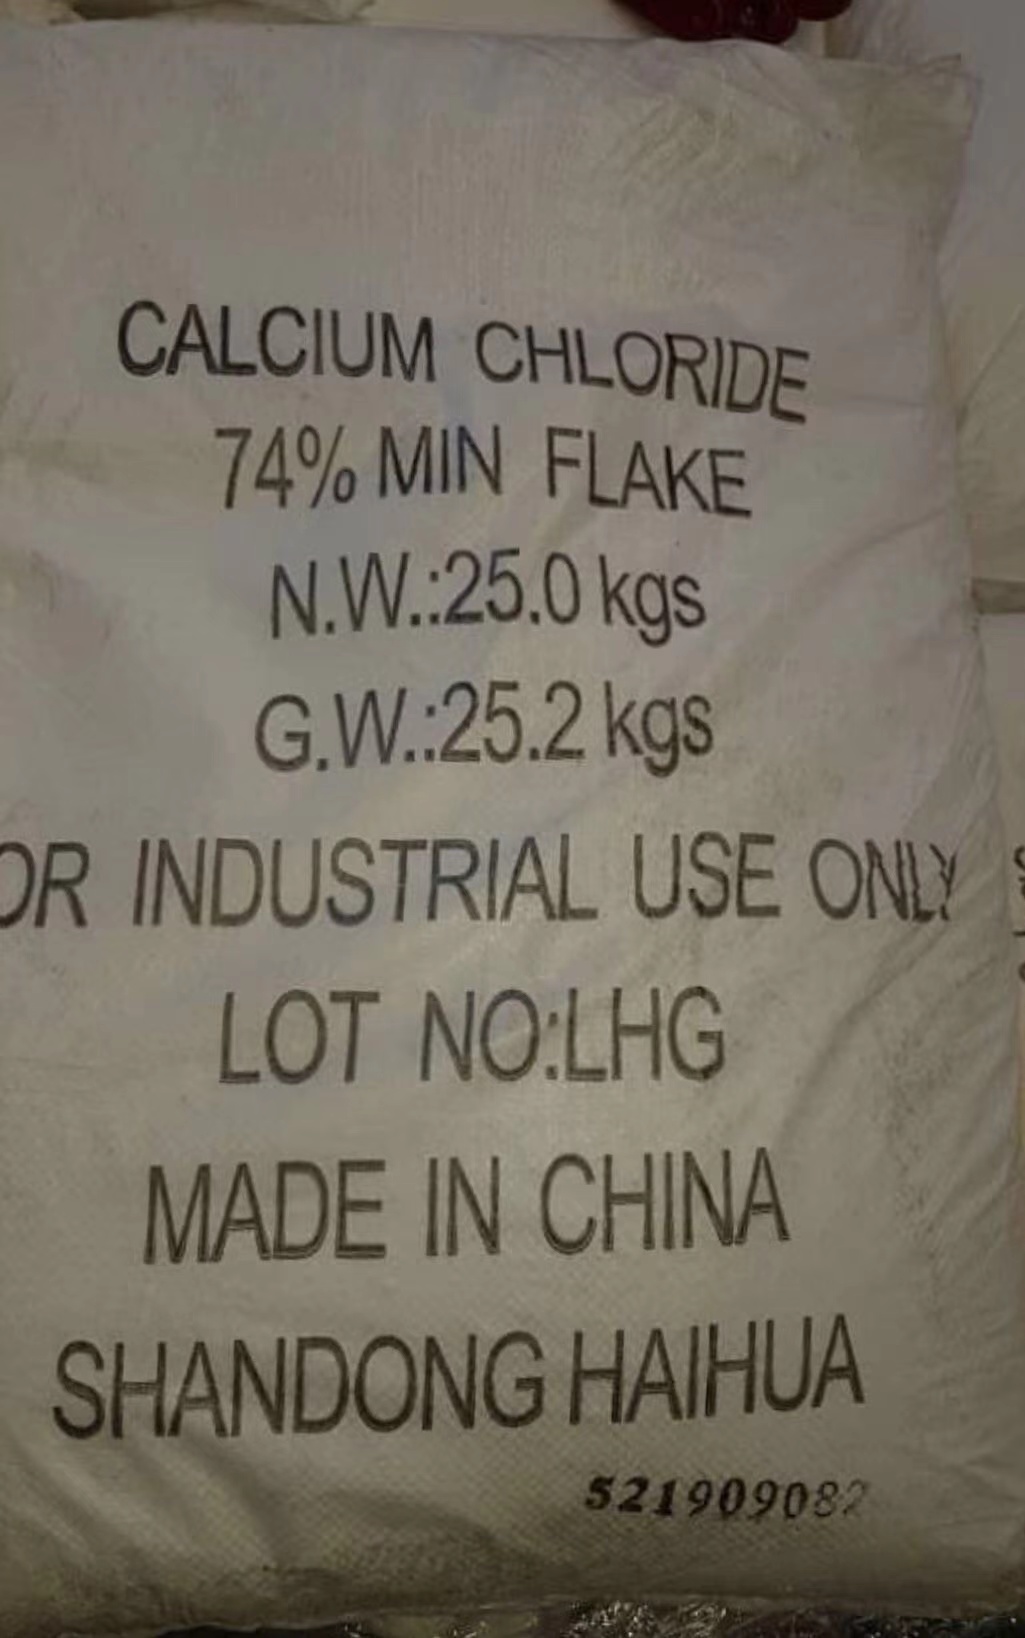 CALCIUM CHLORIDE
74% MIN FLAKE
N.W.:25.0 kgs
G.W.:25.2 kgs
OR INDUSTRIAL USE ONLY
LOT NO:LHG
MADE IN CHINA
SHANDONG HAIHUA
521909082